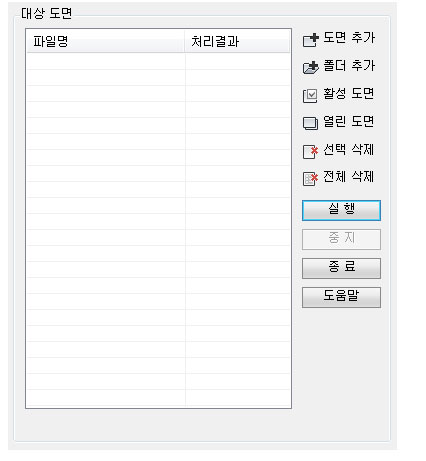 대상 도면
파일명 처리결과
도면 추가
폴더 추가
활성 도면
열린 도면
선택 삭제
전체 삭제
실 행
중 지
종 료
도움말